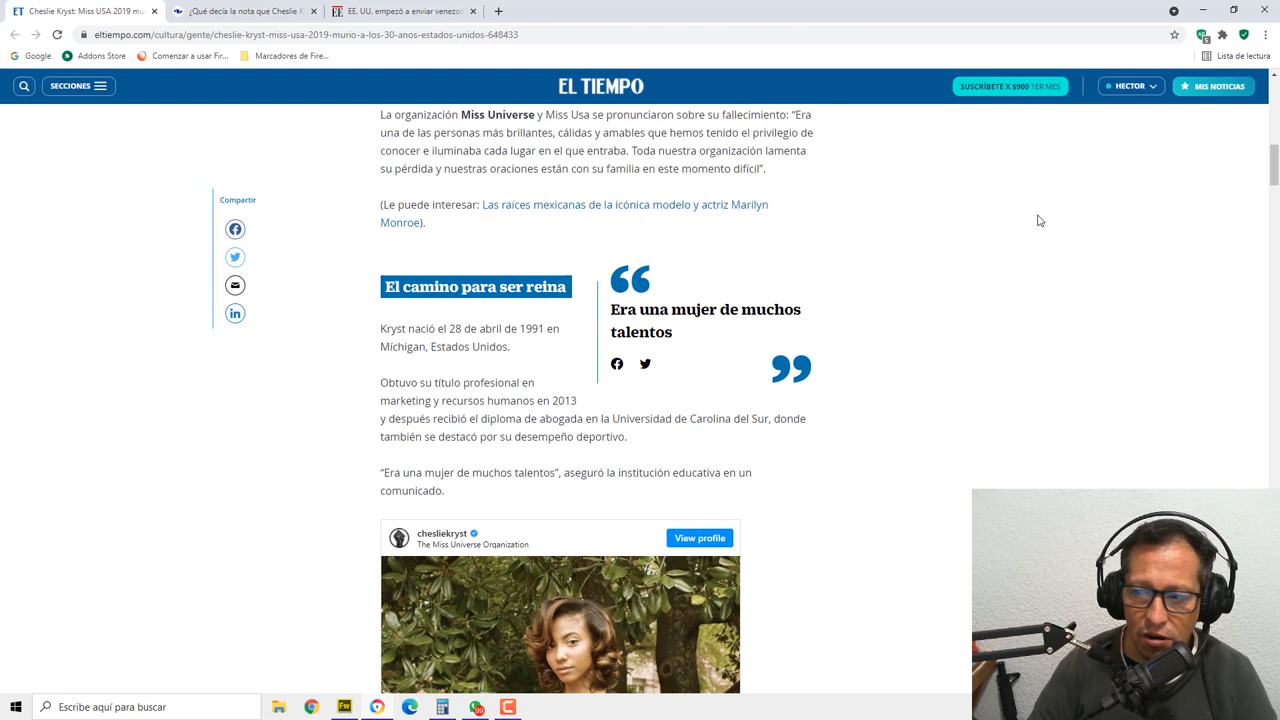 ET Cheslie Kryst: Miss USA 2019 mu
¿Qué decía la nota que Cheslie K
EE EE. UU. empezó a enviar venezol
eltiempo.com/cultura/gente/cheslie-kryst-miss-usa-2019-murio-a-los-30-anos-estados-unidos-648433
5
Google
Addons Store
Comenzar a usar Fir...
Marcadores de Fire...
Lista de lectura
SECCIONES
EL TIEMPO
SUSCRÍBETE X $900 1ER MES
HECTOR
MIS NOTICIAS
La organización Miss Universe y Miss Usa se pronunciaron sobre su fallecimiento: “Era
una de las personas más brillantes, cálidas y amables que hemos tenido el privilegio de
conocer e iluminaba cada lugar en el que entraba. Toda nuestra organización lamenta
su pérdida y nuestras oraciones están con su familia en este momento difícil”.
Compartir
(Le puede interesar: Las raíces mexicanas de la icónica modelo y actriz Marilyn
Monroe).
El camino para ser reina
“
Era una mujer de muchos
talentos
”
Kryst nació el 28 de abril de 1991 en
Míchigan, Estados Unidos.
Obtuvo su título profesional en
marketing y recursos humanos en 2013
y después recibió el diploma de abogada en la Universidad de Carolina del Sur, donde
también se destacó por su desempeño deportivo.
“Era una mujer de muchos talentos”, aseguró la institución educativa en un
comunicado.
chesliekryst
The Miss Universe Organization
View profile
Escribe aquí para buscar
Fw
99